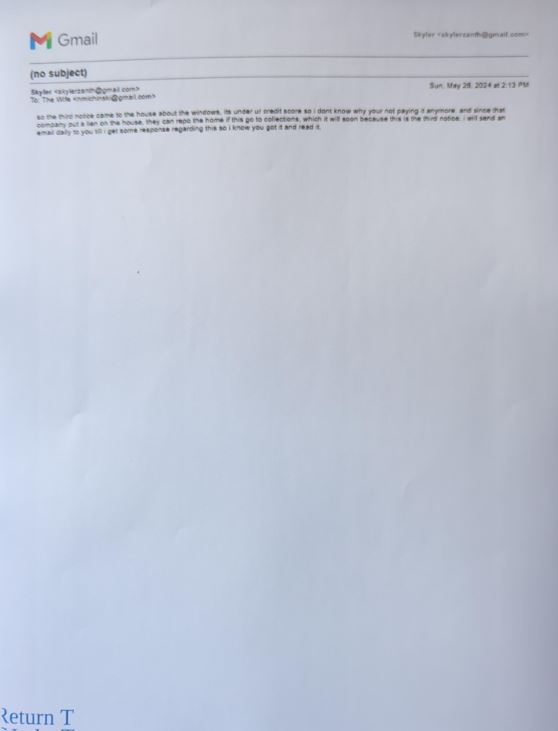 Gmail
Skyler <skylerzanth@gmail.com>
(no subject)
Skyler <skylerzanth@gmail.com>
Sun, May 26, 2024 at 2:13 PM
To: The Wife <nmichinski@gmail.com>
so the third notice came to the house about the windows, its under ur credit score so i dont know why your not paying it anymore. and since that
company put a lien on the house, they can repo the home if this go to collections, which it will soon because this is the third notice. i will send an
email daily to you till i get some response regarding this so i know you got it and read it.
Return T